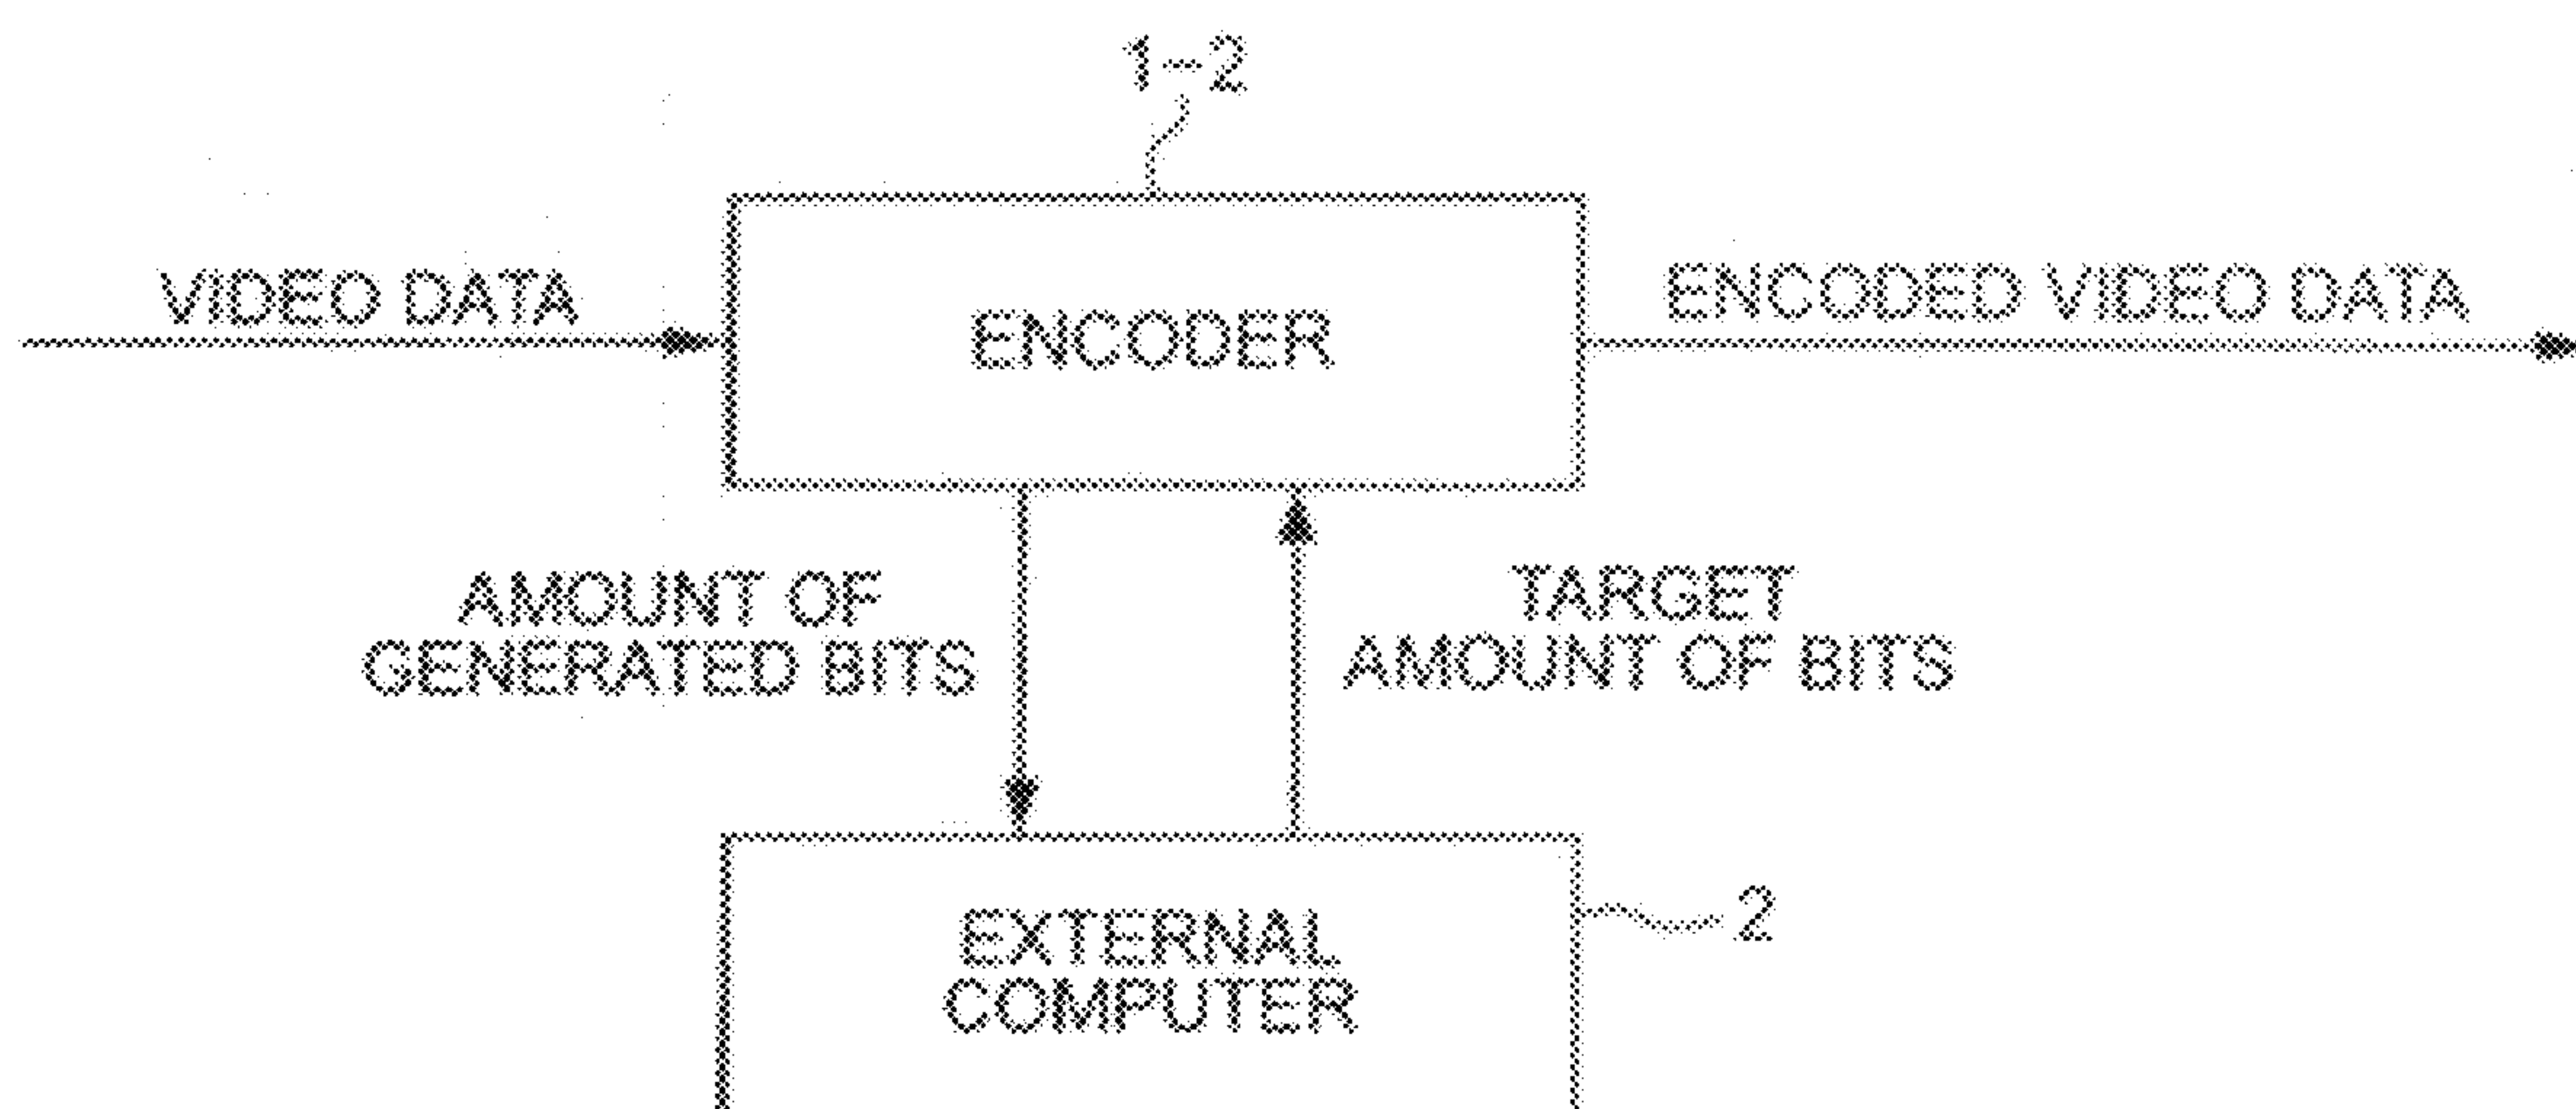 1-2
VIDEO DATA
ENCODER
ENCODED VIDEO DATA
AMOUNT OF
GENERATED BITS
TARGET
AMOUNT OF BITS
EXTERNAL
COMPUTER
2